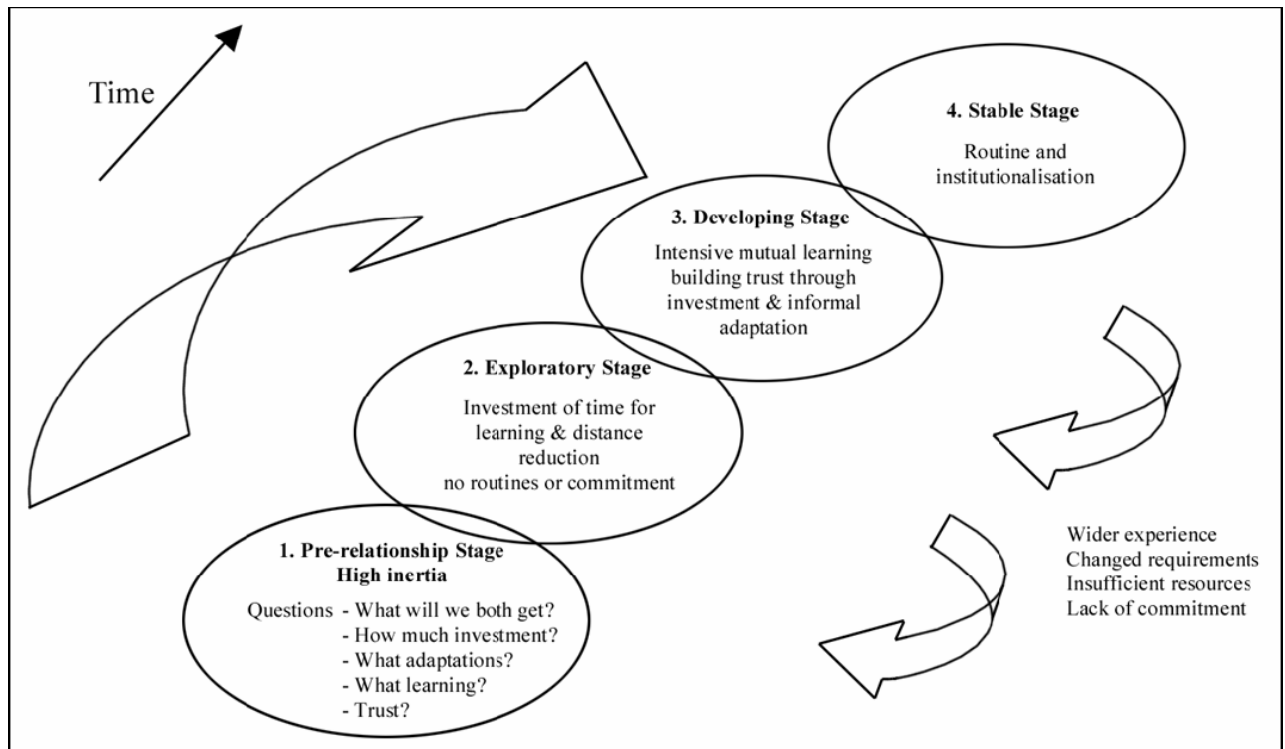 Time
4. Stable Stage
Routine and
institutionalisation
3. Developing Stage
Intensive mutual learning
building trust through
investment & informal
adaptation
2. Exploratory Stage
Investment of time for
learning & distance
reduction
no routines or commitment
1. Pre-relationship Stage
High inertia
Questions - What will we both get?
- How much investment?
- What adaptations?
- What learning?
- Trust?
Wider experience
Changed requirements
Insufficient resources
Lack of commitment